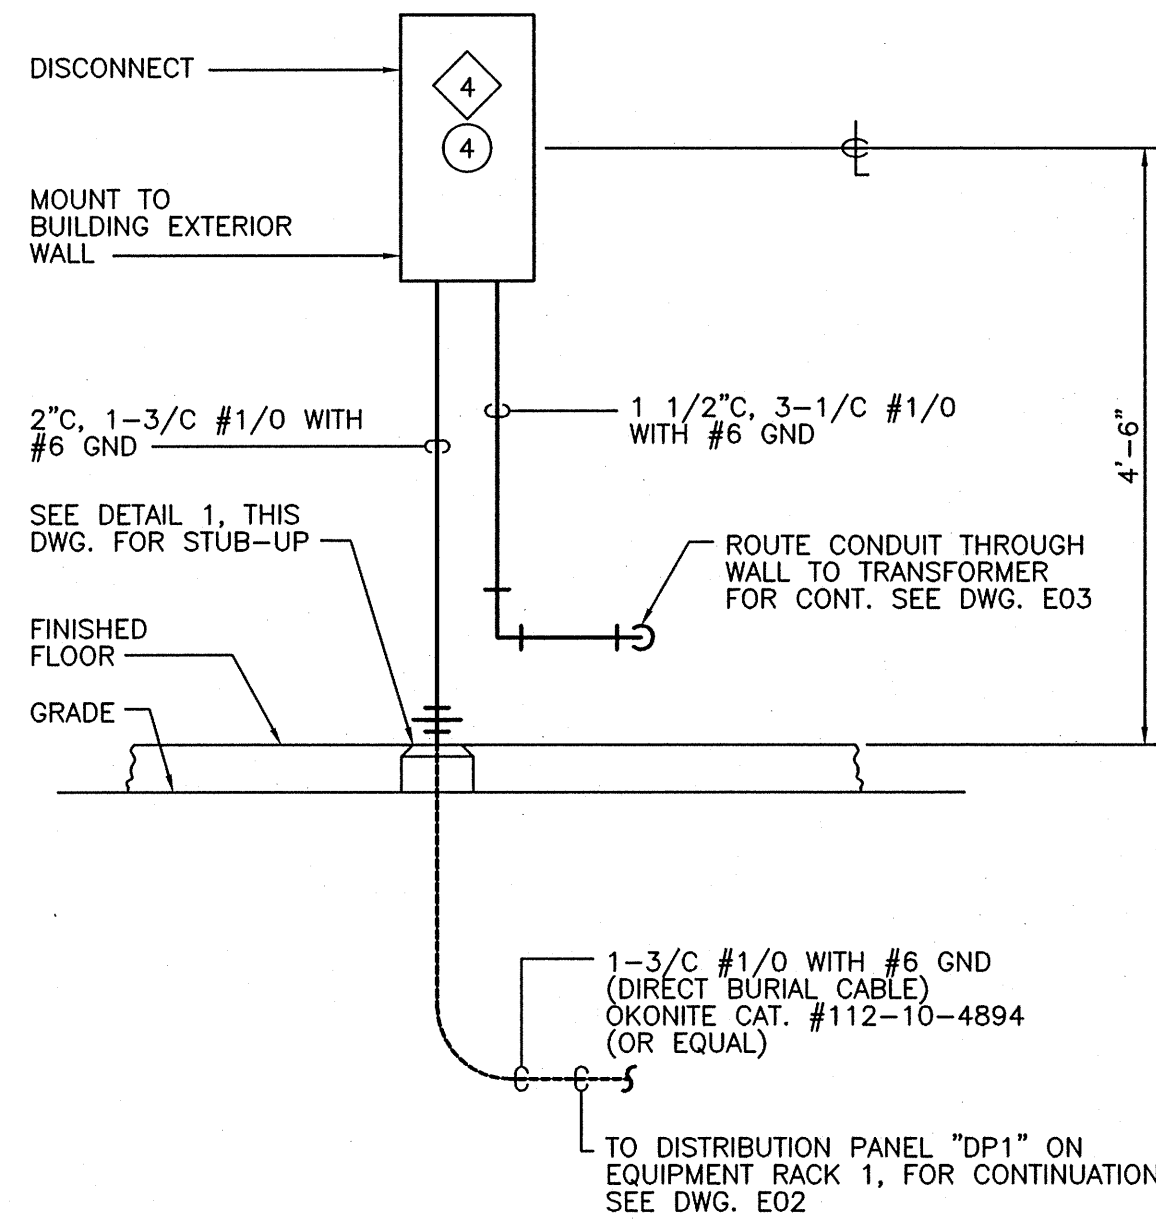 DISCONNECT
4
4
MOUNT TO
BUILDING EXTERIOR
WALL
2"C, 1-3/C #1/0 WITH
#6 GND
1 1/2"C, 3-1/C #1/0
WITH #6 GND
4'-6"
SEE DETAIL 1, THIS
DWG. FOR STUB-UP
ROUTE CONDUIT THROUGH
WALL TO TRANSFORMER
FOR CONT. SEE DWG. E03
FINISHED
FLOOR
GRADE
1-3/C #1/0 WITH #6 GND
(DIRECT BURIAL CABLE)
OKONITE CAT. #112-10-4894
(OR EQUAL)
TO DISTRIBUTION PANEL "DP1" ON
EQUIPMENT RACK 1, FOR CONTINUATION
SEE DWG. E02